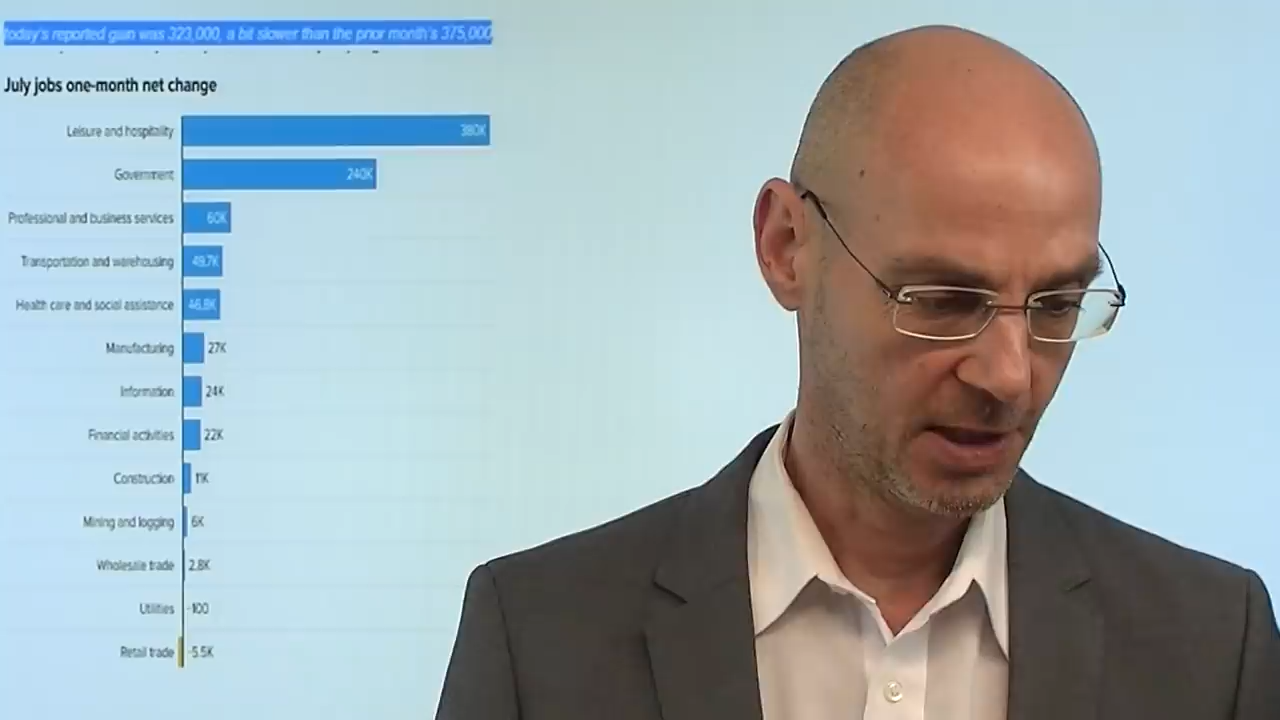 today's reported gain was 323,000, a bit slower than the prior month's 375,000
July jobs one-month net change
Leisure and hospitality 380K
Government 240K
Professional and business services 60K
Transportation and warehousing 49.7K
Health care and social assistance 46.8K
Manufacturing 27K
Information 24K
Financial activities 22K
Construction 11K
Mining and logging 6K
Wholesale trade 2.8K
Utilities -100
Retail trade -5.5K